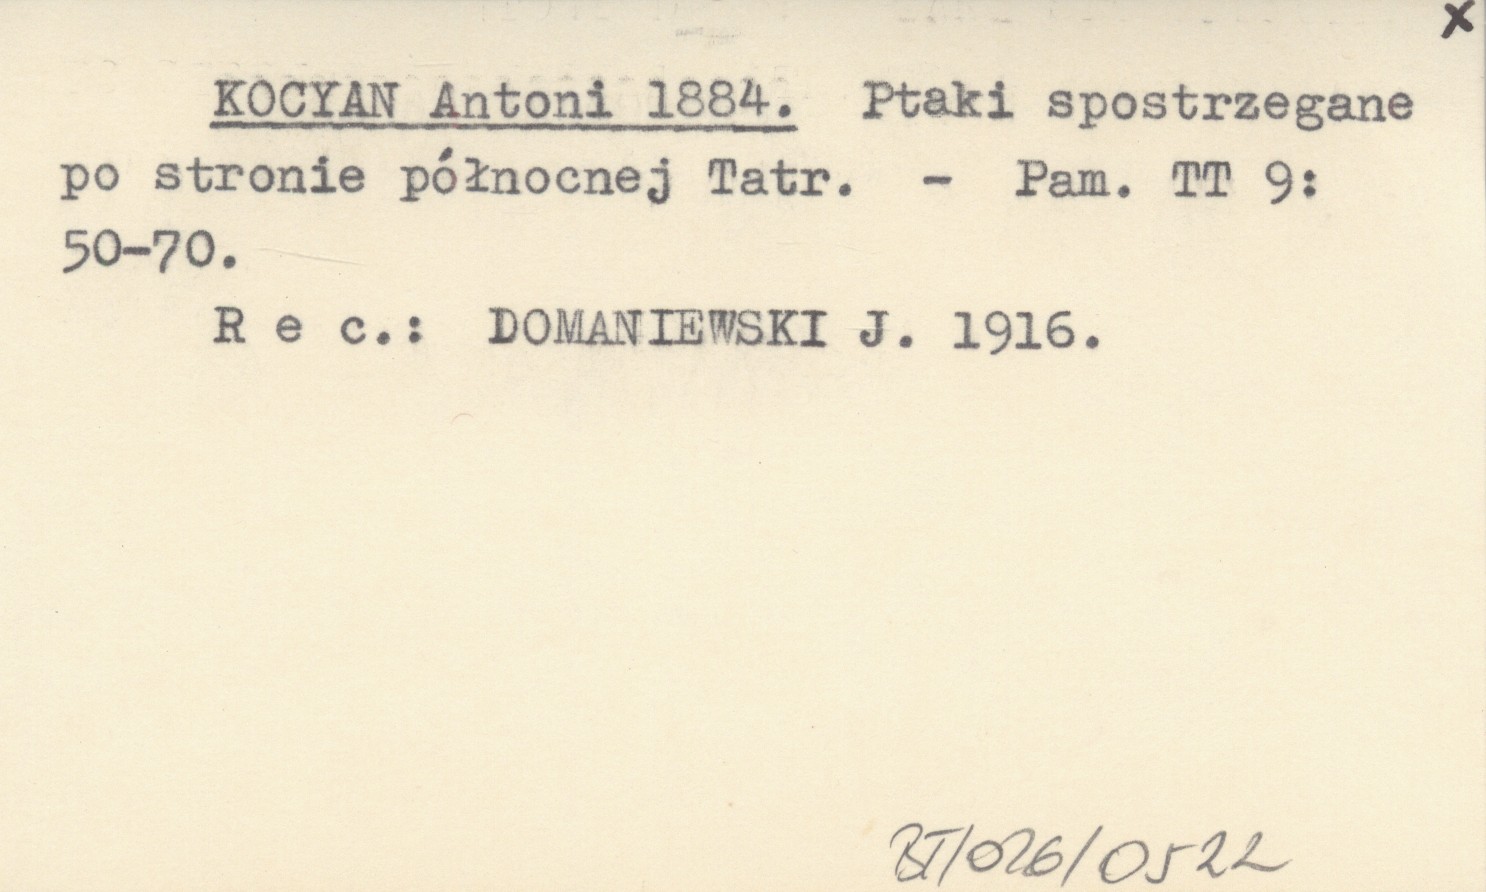 x
KOCYAN Antoni 1884. Ptaki spostrzegane
po stronie północnej Tatr. - Pam. TT 9:
50-70.
R e c.: DOMANIEWSKI J. 1916.
BT/026/0522